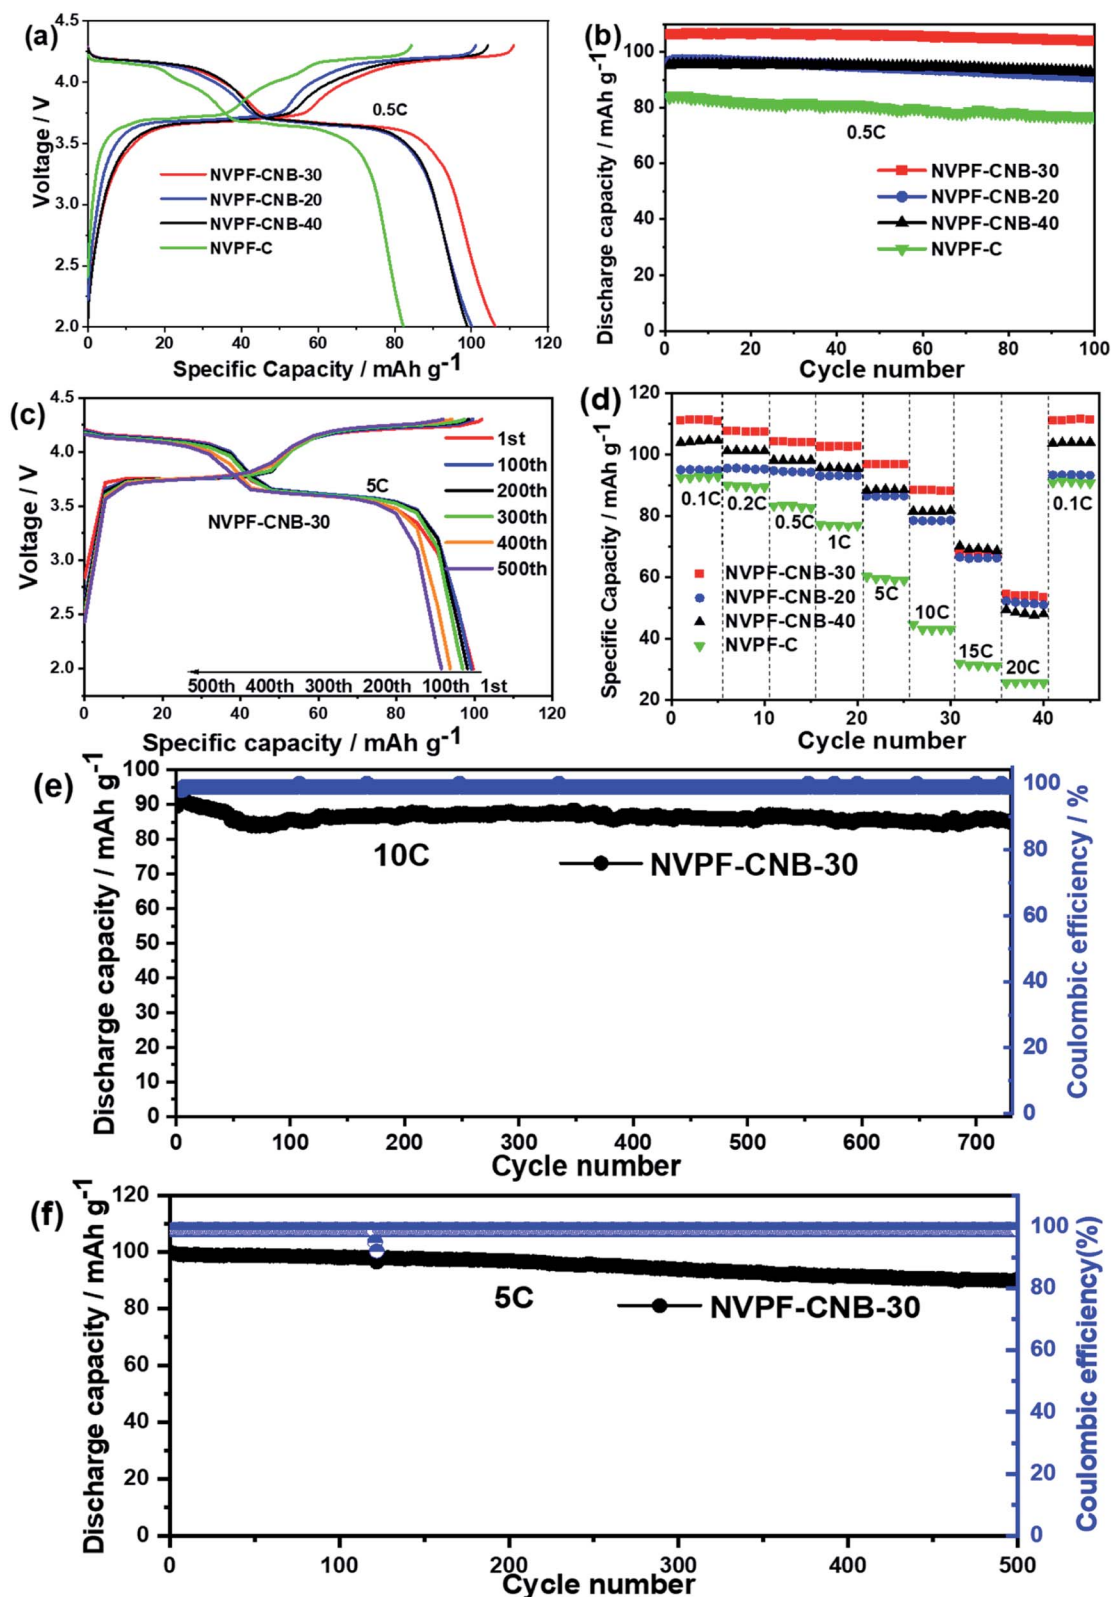 (a)
4.5
4.0
3.5
3.0
2.5
2.0
Voltage / V
0.5C
NVPF-CNB-30
NVPF-CNB-20
NVPF-CNB-40
NVPF-C
0 20 40 60 80 100 120
Specific Capacity / mAh g-1
(b)
100
80
60
40
20
0
Discharge capacity / mAh g-1
0.5C
NVPF-CNB-30
NVPF-CNB-20
NVPF-CNB-40
NVPF-C
0 20 40 60 80 100
Cycle number
(c)
4.5
4.0
3.5
3.0
2.5
2.0
Voltage / V
1st
100th
200th
300th
400th
500th
5C
NVPF-CNB-30
500th 400th 300th 200th 100th 1st
0 20 40 60 80 100 120
Specific capacity / mAh g-1
(d)
120
100
80
60
40
20
Specific Capacity / mAh g-1
0.1C 0.2C 0.5C 1C 5C 10C 15C 20C 0.1C
NVPF-CNB-30
NVPF-CNB-20
NVPF-CNB-40
NVPF-C
0 10 20 30 40
Cycle number
(e)
100
90
80
70
60
50
40
30
20
10
0
Discharge capacity / mAh g-1
10C
NVPF-CNB-30
100
80
60
40
20
0
Coulombic efficiency / %
0 100 200 300 400 500 600 700
Cycle number
(f)
120
100
80
60
40
20
0
Discharge capacity / mAh g-1
5C
NVPF-CNB-30
100
80
60
40
20
0
Coulombic efficiency(%)
0 100 200 300 400 500
Cycle number